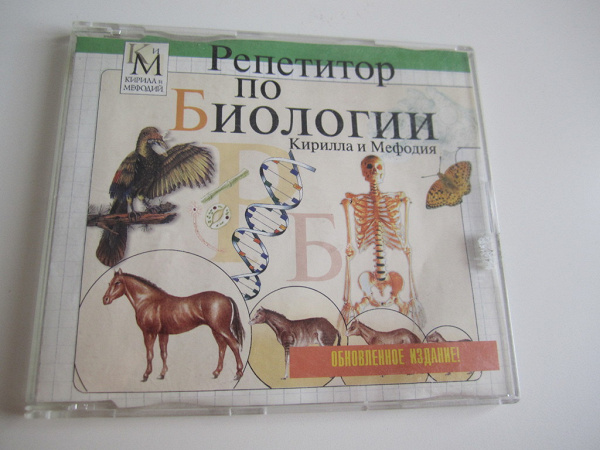 К и
М
КИРИЛЛ и
МЕФОДИЙ
Репетитор
по
Биологии
Кирилла и Мефодия
Р
Б
ОБНОВЛЕННОЕ ИЗДАНИЕ!